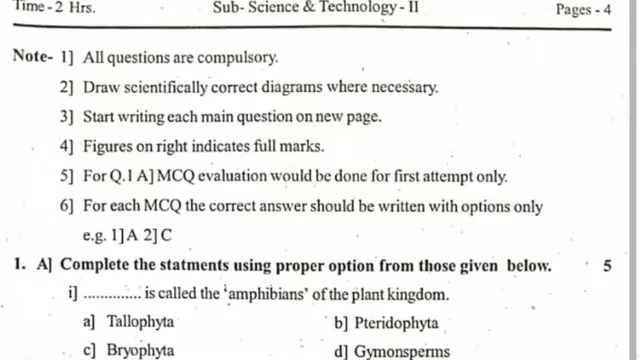 Time - 2 Hrs. Sub- Science & Technology - II Pages - 4
Note- 1] All questions are compulsory.
2] Draw scientifically correct diagrams where necessary.
3] Start writing each main question on new page.
4] Figures on right indicates full marks.
5] For Q.1 A] MCQ evaluation would be done for first attempt only.
6] For each MCQ the correct answer should be written with options only
e.g. 1] A 2] C
1. A] Complete the statments using proper option from those given below. 5
i] .............. is called the 'amphibians' of the plant kingdom.
a] Tallophyta b] Pteridophyta
c] Bryophyta d] Gymonsperms